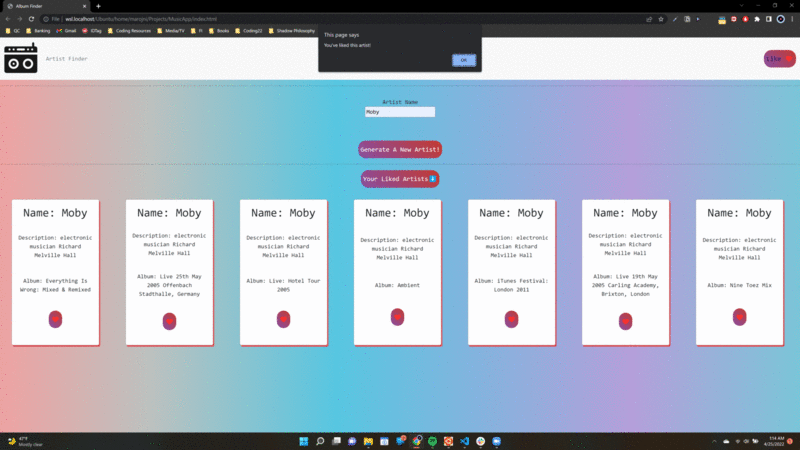 Album Finder
File
wsl.localhost/Ubuntu/home/manjni/Projects/MusicApp/index.html
QC
Banking
Gmail
IDTag
Coding Resources
Media/TV
FI
Books
Coding22
Shadow Philosophy
This page says
You've liked this artist!
OK
Artist Finder
Like
Artist Name
Moby
Generate A New Artist!
Your Liked Artists
Name: Moby
Description: electronic
musician Richard
Melville Hall
Album: Everything Is
Wrong: Mixed & Remixed
Name: Moby
Description: electronic
musician Richard
Melville Hall
Album: Live 25th May
2005 Offenbach
Stadthalle, Germany
Name: Moby
Description: electronic
musician Richard
Melville Hall
Album: Live: Hotel Tour
2005
Name: Moby
Description: electronic
musician Richard
Melville Hall
Album: Ambient
Name: Moby
Description: electronic
musician Richard
Melville Hall
Album: iTunes Festival:
London 2011
Name: Moby
Description: electronic
musician Richard
Melville Hall
Album: Live 19th May
2005 Carling Academy,
Brixton, London
Name: Moby
Description: electronic
musician Richard
Melville Hall
Album: Nine Toez Mix
47°F
Mostly clear
7:14 AM
4/25/2022